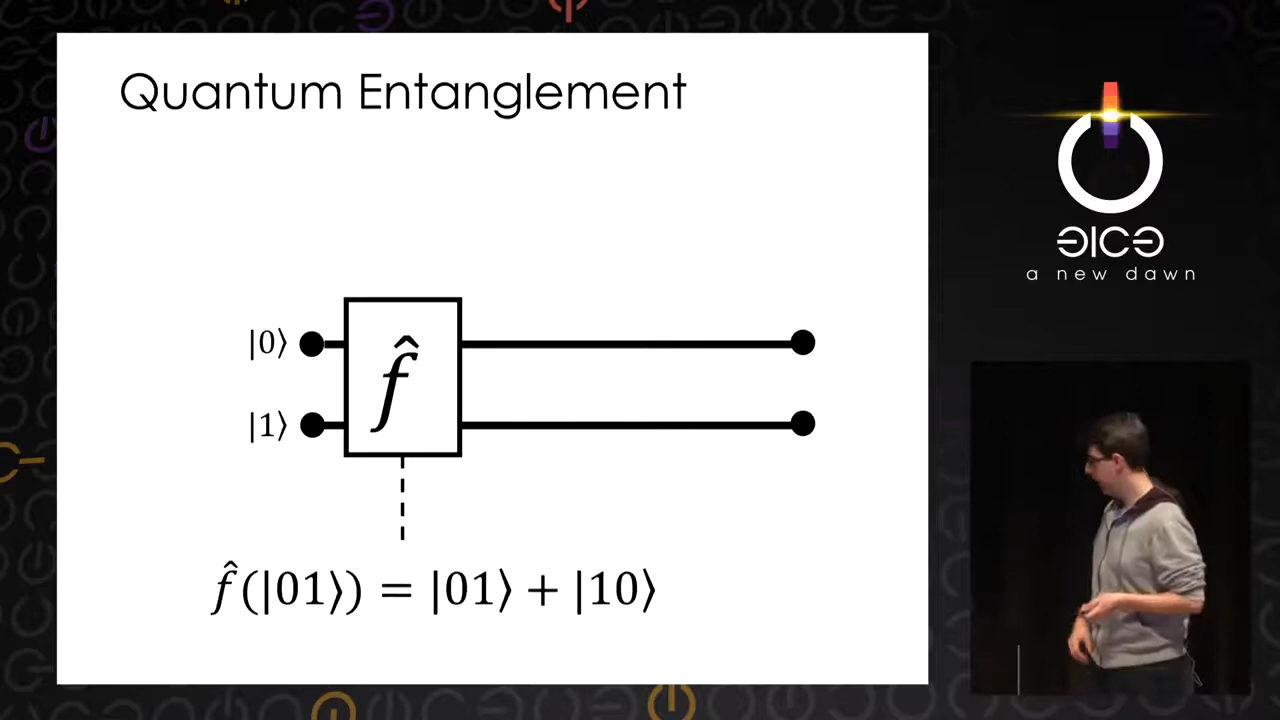 Quantum Entanglement
|0⟩
f̂
|1⟩
f̂(|01⟩) = |01⟩ + |10⟩
ǝICǝ
a new dawn